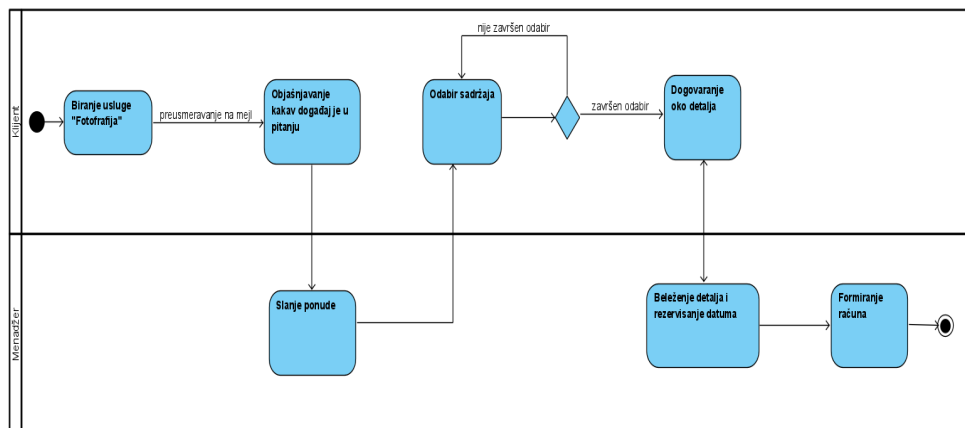 Klijent
Biranje usluge
"Fotofrafija"
preusmeravanje na mejl
Objašnjavanje
kakav događaj je u
pitanju
nije završen odabir
Odabir sadržaja
završen odabir
Dogovaranje
oko detalja
Menadžer
Slanje ponude
Beleženje detalja i
rezervisanje datuma
Formiranje
računa